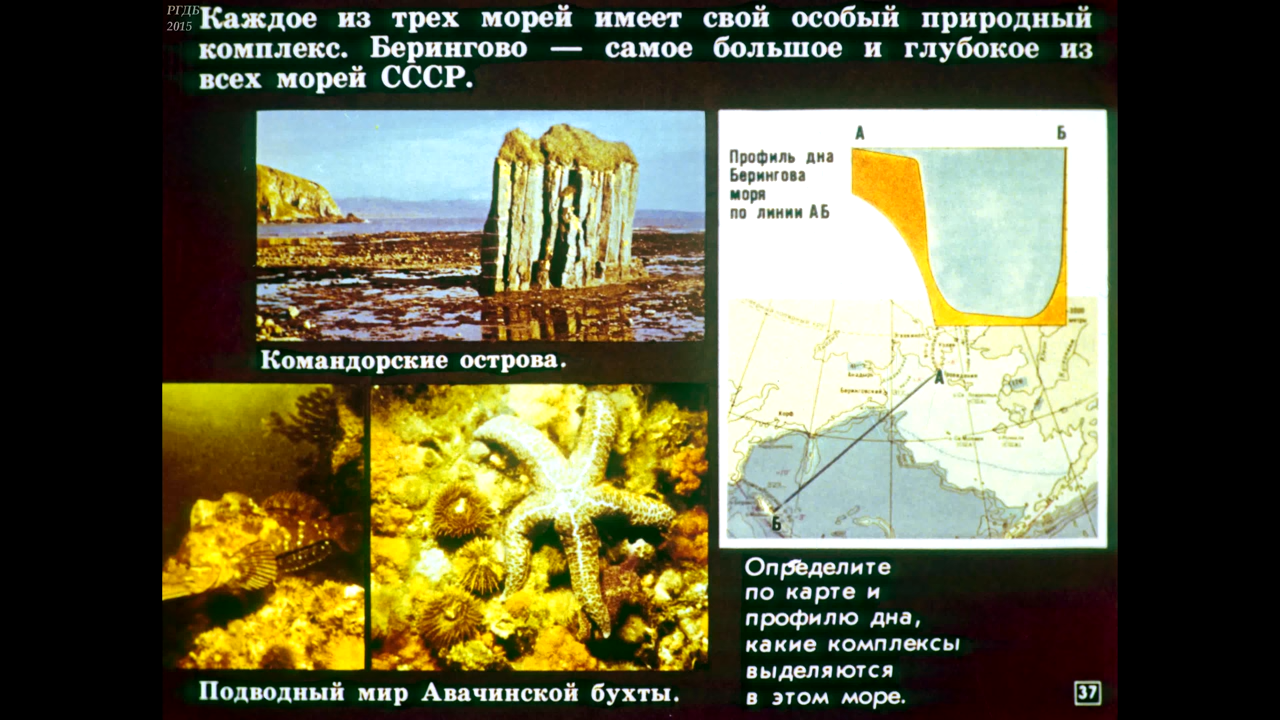 РГДБ
2015
Каждое из трех морей имеет свой особый природный
комплекс. Берингово — самое большое и глубокое из
всех морей СССР.
А
Б
Профиль дна
Берингова
моря
по линии АБ
Командорские острова.
А
Беринговский
Корф
Б
Определите
по карте и
профилю дна,
какие комплексы
выделяются
в этом море.
Подводный мир Авачинской бухты.
37